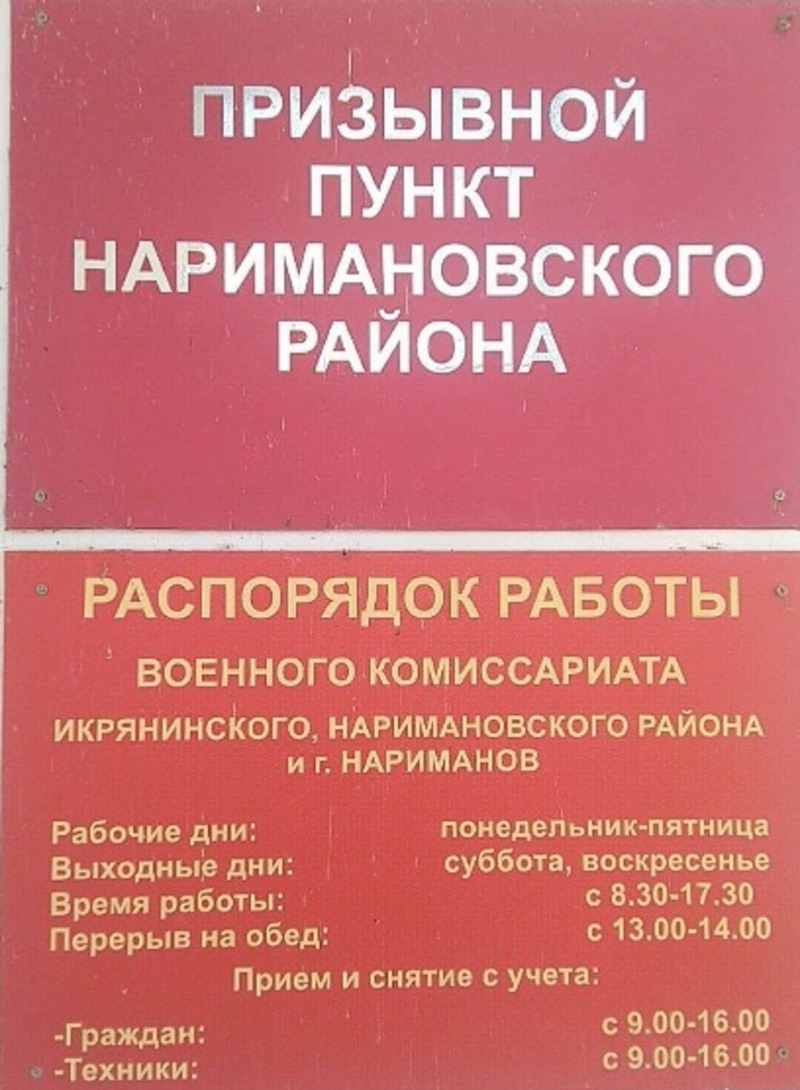 ПРИЗЫВНОЙ
ПУНКТ
НАРИМАНОВСКОГО
РАЙОНА
РАСПОРЯДОК РАБОТЫ
ВОЕННОГО КОМИССАРИАТА
ИКРЯНИНСКОГО, НАРИМАНОВСКОГО РАЙОНА
и г. НАРИМАНОВ
Рабочие дни: понедельник-пятница
Выходные дни: суббота, воскресенье
Время работы: с 8.30-17.30
Перерыв на обед: с 13.00-14.00
Прием и снятие с учета:
-Граждан: с 9.00-16.00
-Техники: с 9.00-16.00